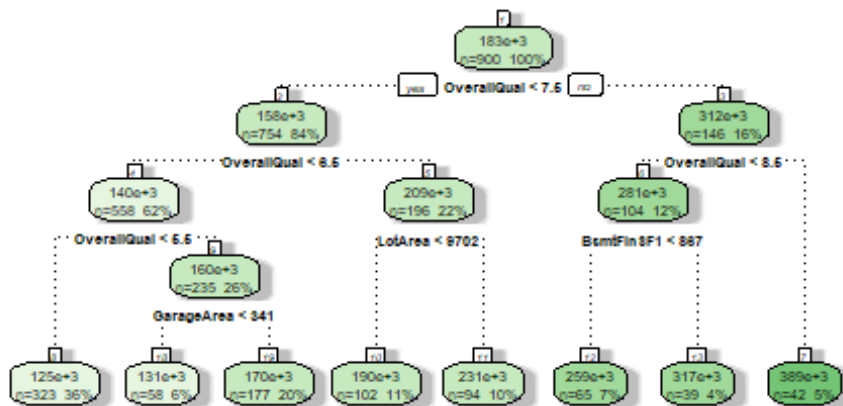 1
183e+3
n=900 100%
yes OverallQual < 7.5 no
2
3
158e+3
n=754 84%
312e+3
n=146 16%
OverallQual < 6.5
OverallQual < 8.5
4
5
6
140e+3
n=558 62%
209e+3
n=196 22%
281e+3
n=104 12%
OverallQual < 5.5
LotArea < 9702
BsmtFinSF1 < 867
9
160e+3
n=235 26%
GarageArea < 341
8
18
19
10
11
12
13
7
125e+3
n=323 36%
131e+3
n=58 6%
170e+3
n=177 20%
190e+3
n=102 11%
231e+3
n=94 10%
259e+3
n=65 7%
317e+3
n=39 4%
389e+3
n=42 5%